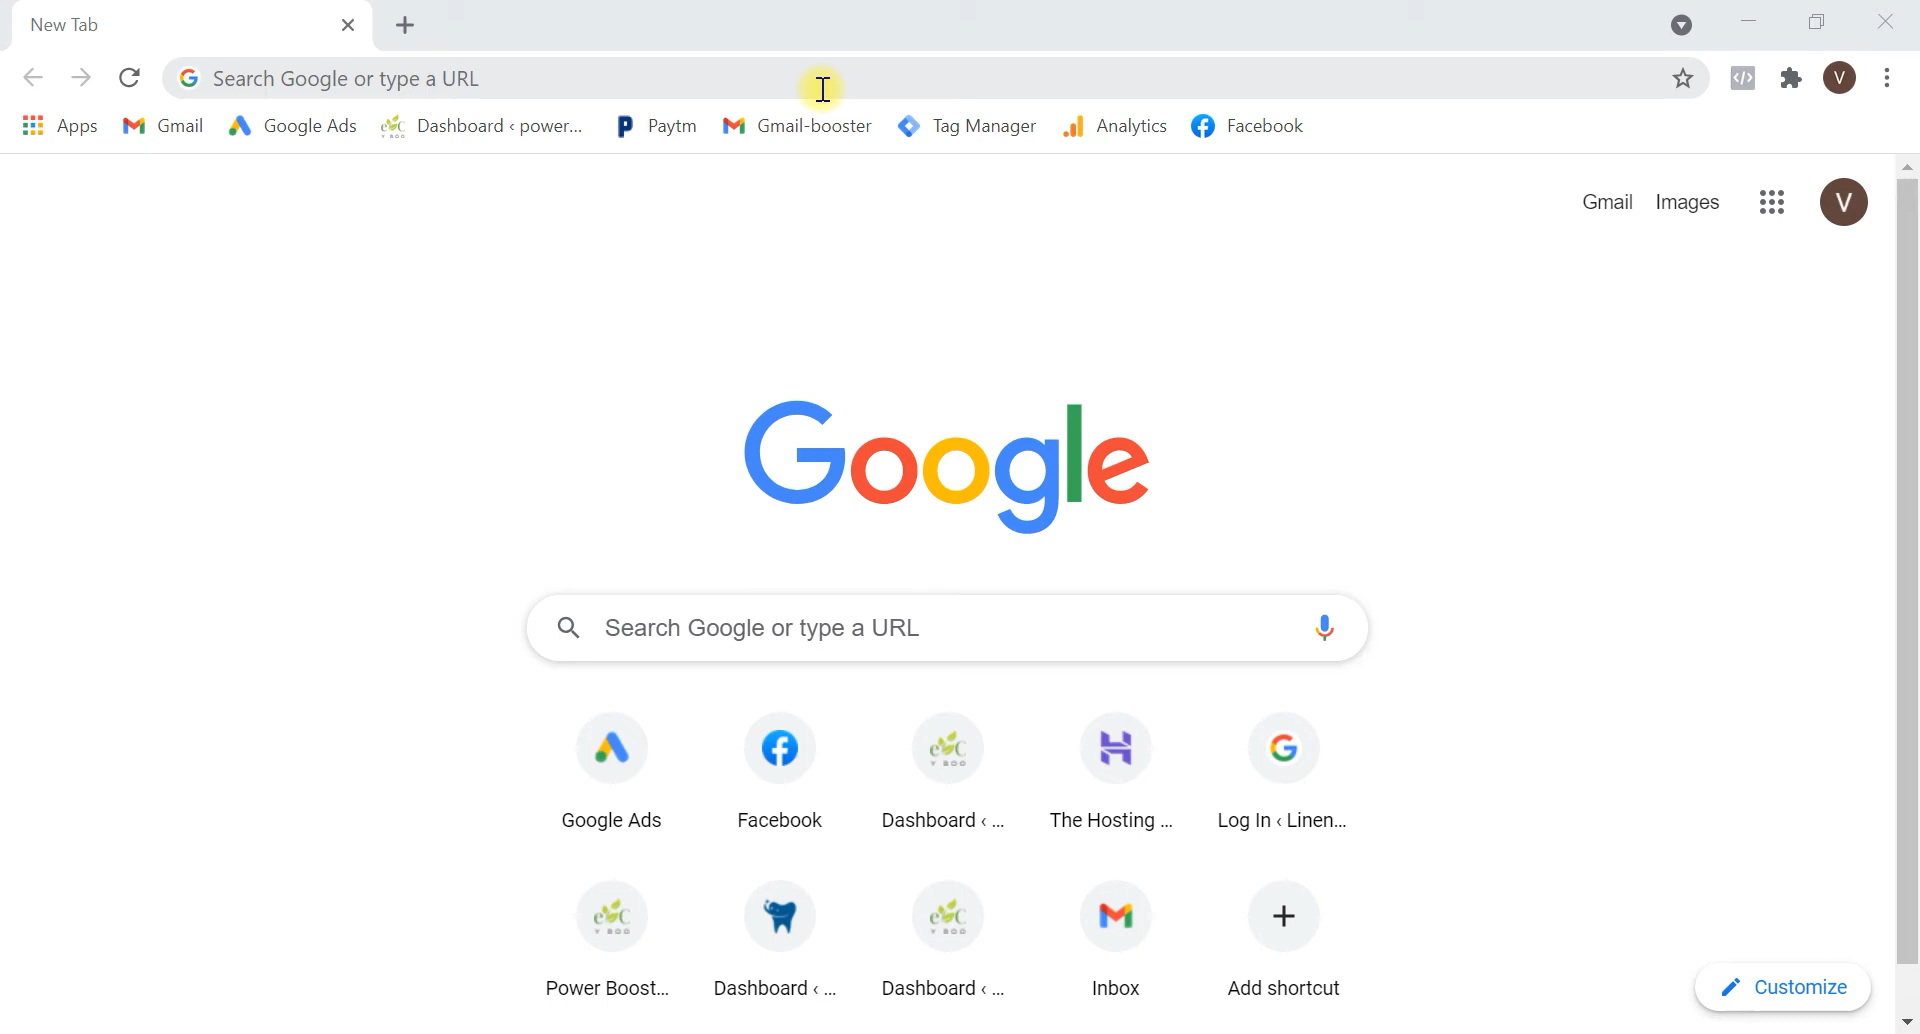 New Tab
Search Google or type a URL
V
Apps Gmail Google Ads Dashboard ‹ power... Paytm Gmail-booster Tag Manager Analytics Facebook
Gmail Images V
Google
Search Google or type a URL
Google Ads Facebook Dashboard ‹ ... The Hosting ... Log In ‹ Linen...
Power Boost... Dashboard ‹ ... Dashboard ‹ ... Inbox Add shortcut
Customize